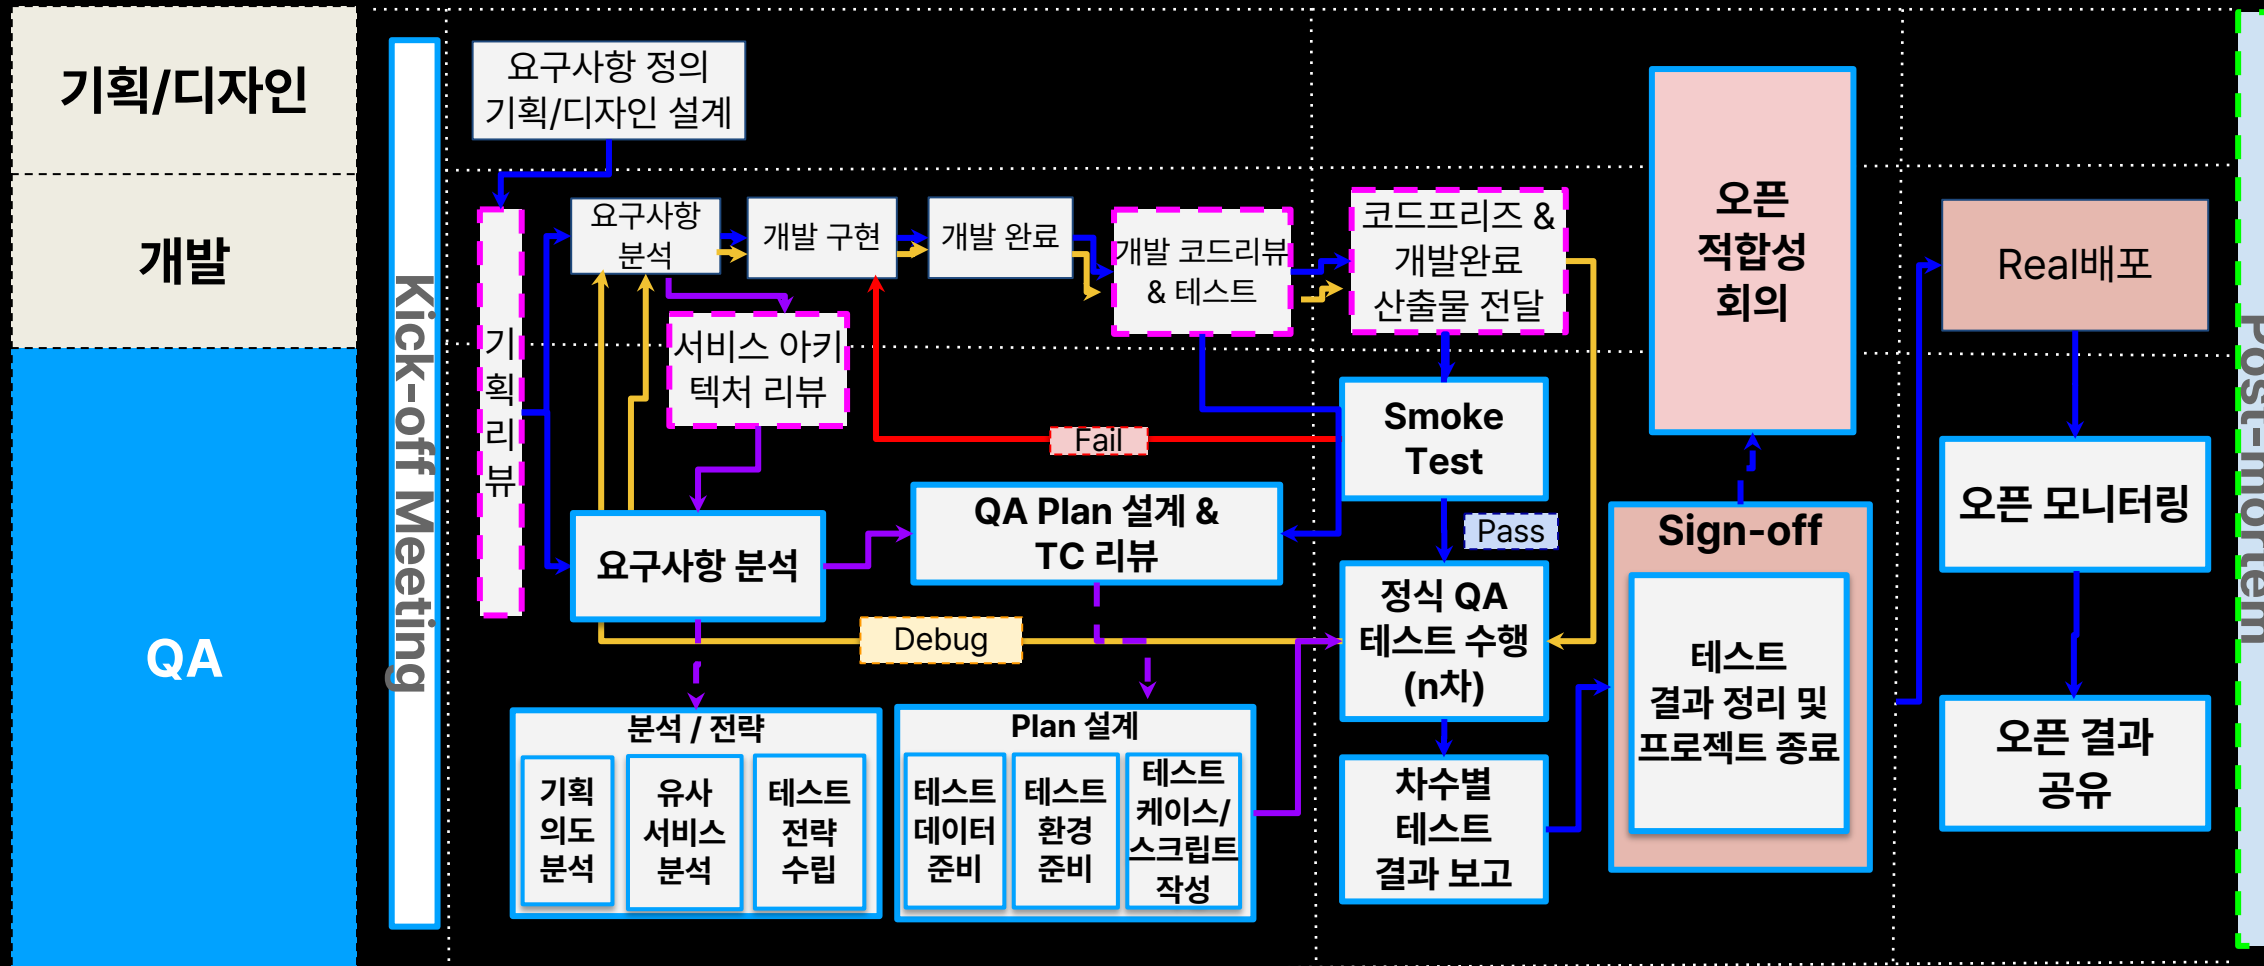 기획/디자인
개발
QA
Kick-off Meeting
요구사항 정의
기획/디자인 설계
기
획
리
뷰
요구사항
분석
개발 구현
개발 완료
개발 코드리뷰
& 테스트
코드프리즈 &
개발완료
산출물 전달
서비스 아키
텍처 리뷰
Fail
Smoke
Test
Pass
요구사항 분석
QA Plan 설계 &
TC 리뷰
Debug
정식 QA
테스트 수행
(n차)
분석 / 전략
기획
의도
분석
유사
서비스
분석
테스트
전략
수립
Plan 설계
테스트
데이터
준비
테스트
환경
준비
테스트
케이스/
스크립트
작성
차수별
테스트
결과 보고
오픈
적합성
회의
Sign-off
테스트
결과 정리 및
프로젝트 종료
Real배포
오픈 모니터링
오픈 결과
공유
Post-mortem